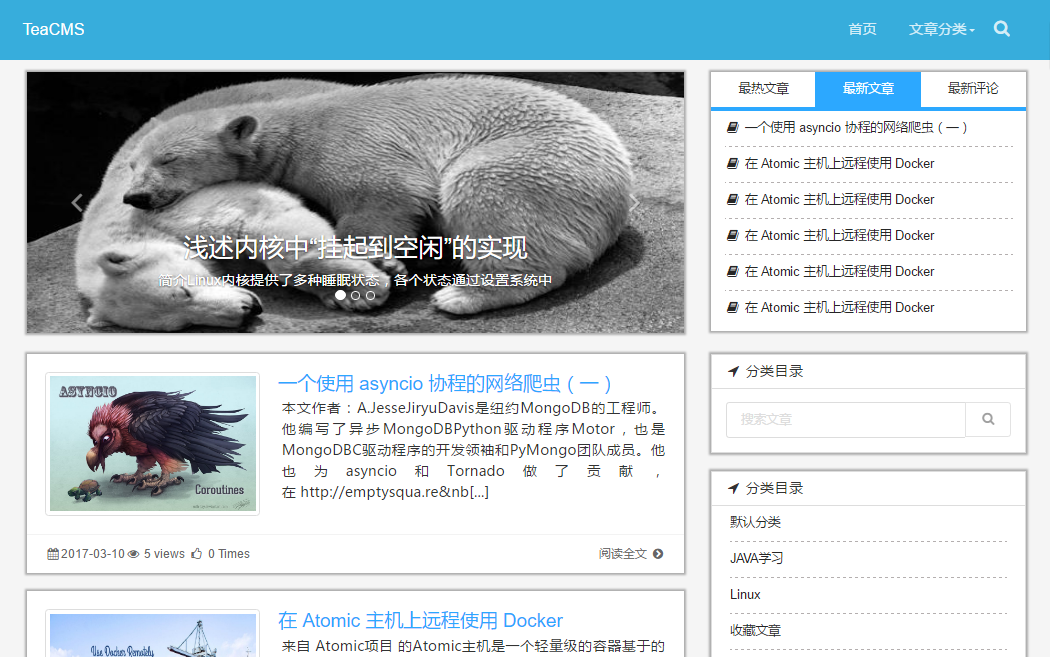 TeaCMS
首页 文章分类
浅述内核中“挂起到空闲”的实现
简介Linux内核提供了多种睡眠状态，各个状态通过设置系统中
最热文章 最新文章 最新评论
一个使用 asyncio 协程的网络爬虫（一）
在 Atomic 主机上远程使用 Docker
在 Atomic 主机上远程使用 Docker
在 Atomic 主机上远程使用 Docker
在 Atomic 主机上远程使用 Docker
在 Atomic 主机上远程使用 Docker
ASYNCIO
Coroutines
一个使用 asyncio 协程的网络爬虫（一）
本文作者：A.JesseJiryuDavis是纽约MongoDB的工程师。
他编写了异步MongoDBPython驱动程序Motor，也是
MongoDBC驱动程序的开发领袖和PyMongo团队成员。他
也为asyncio和Tornado做了贡献，
在 http://emptysqua.re&nb[...]
2017-03-10 5 views 0 Times
阅读全文
分类目录
搜索文章
分类目录
默认分类
JAVA学习
Linux
收藏文章
Use Docker Remotely
在 Atomic 主机上远程使用 Docker
来自 Atomic项目 的Atomic主机是一个轻量级的容器基于的